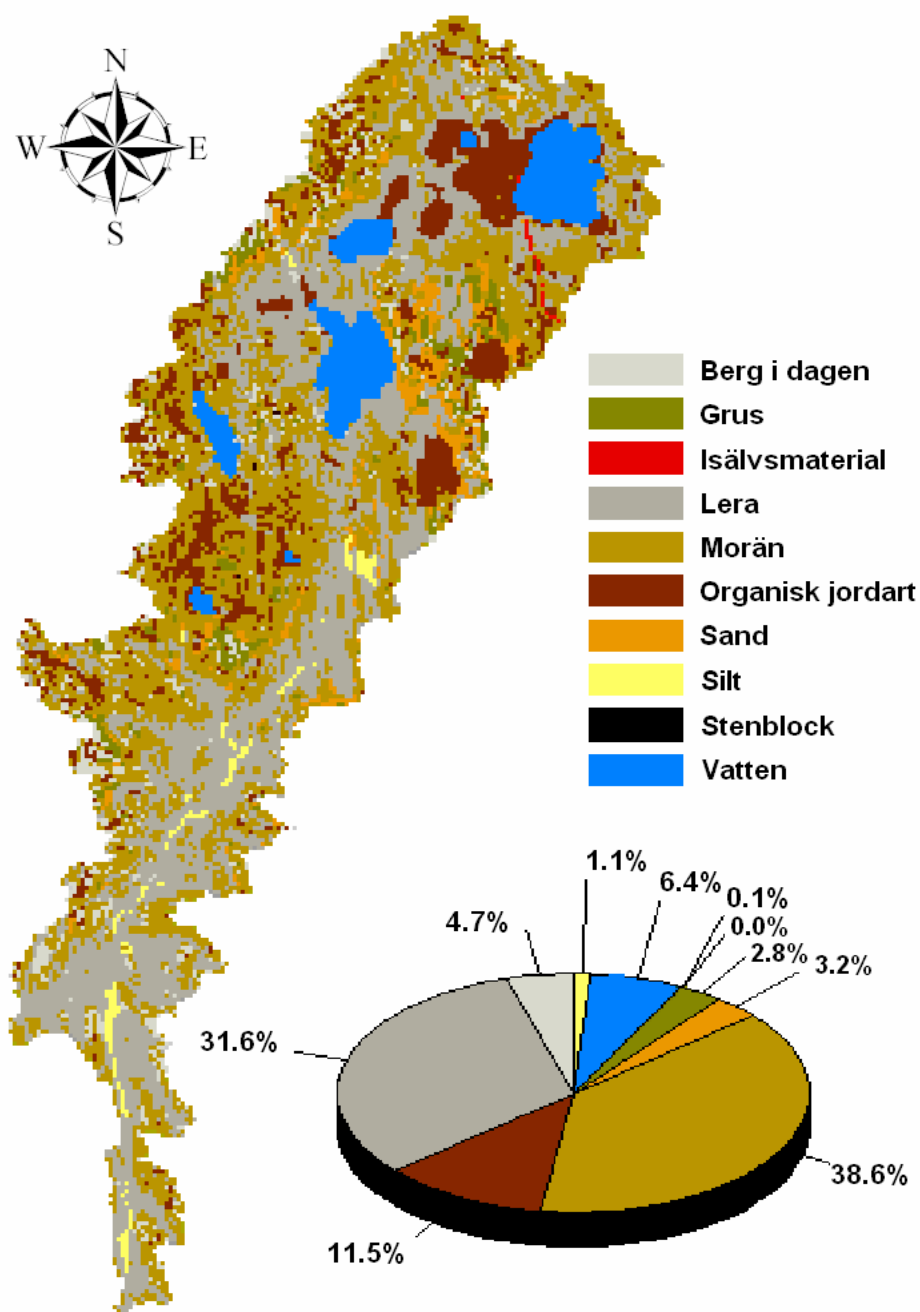 N
W
E
S
Berg i dagen
Grus
Isälvsmaterial
Lera
Morän
Organisk jordart
Sand
Silt
Stenblock
Vatten
1.1%
6.4%
0.1%
0.0%
2.8%
3.2%
4.7%
31.6%
38.6%
11.5%